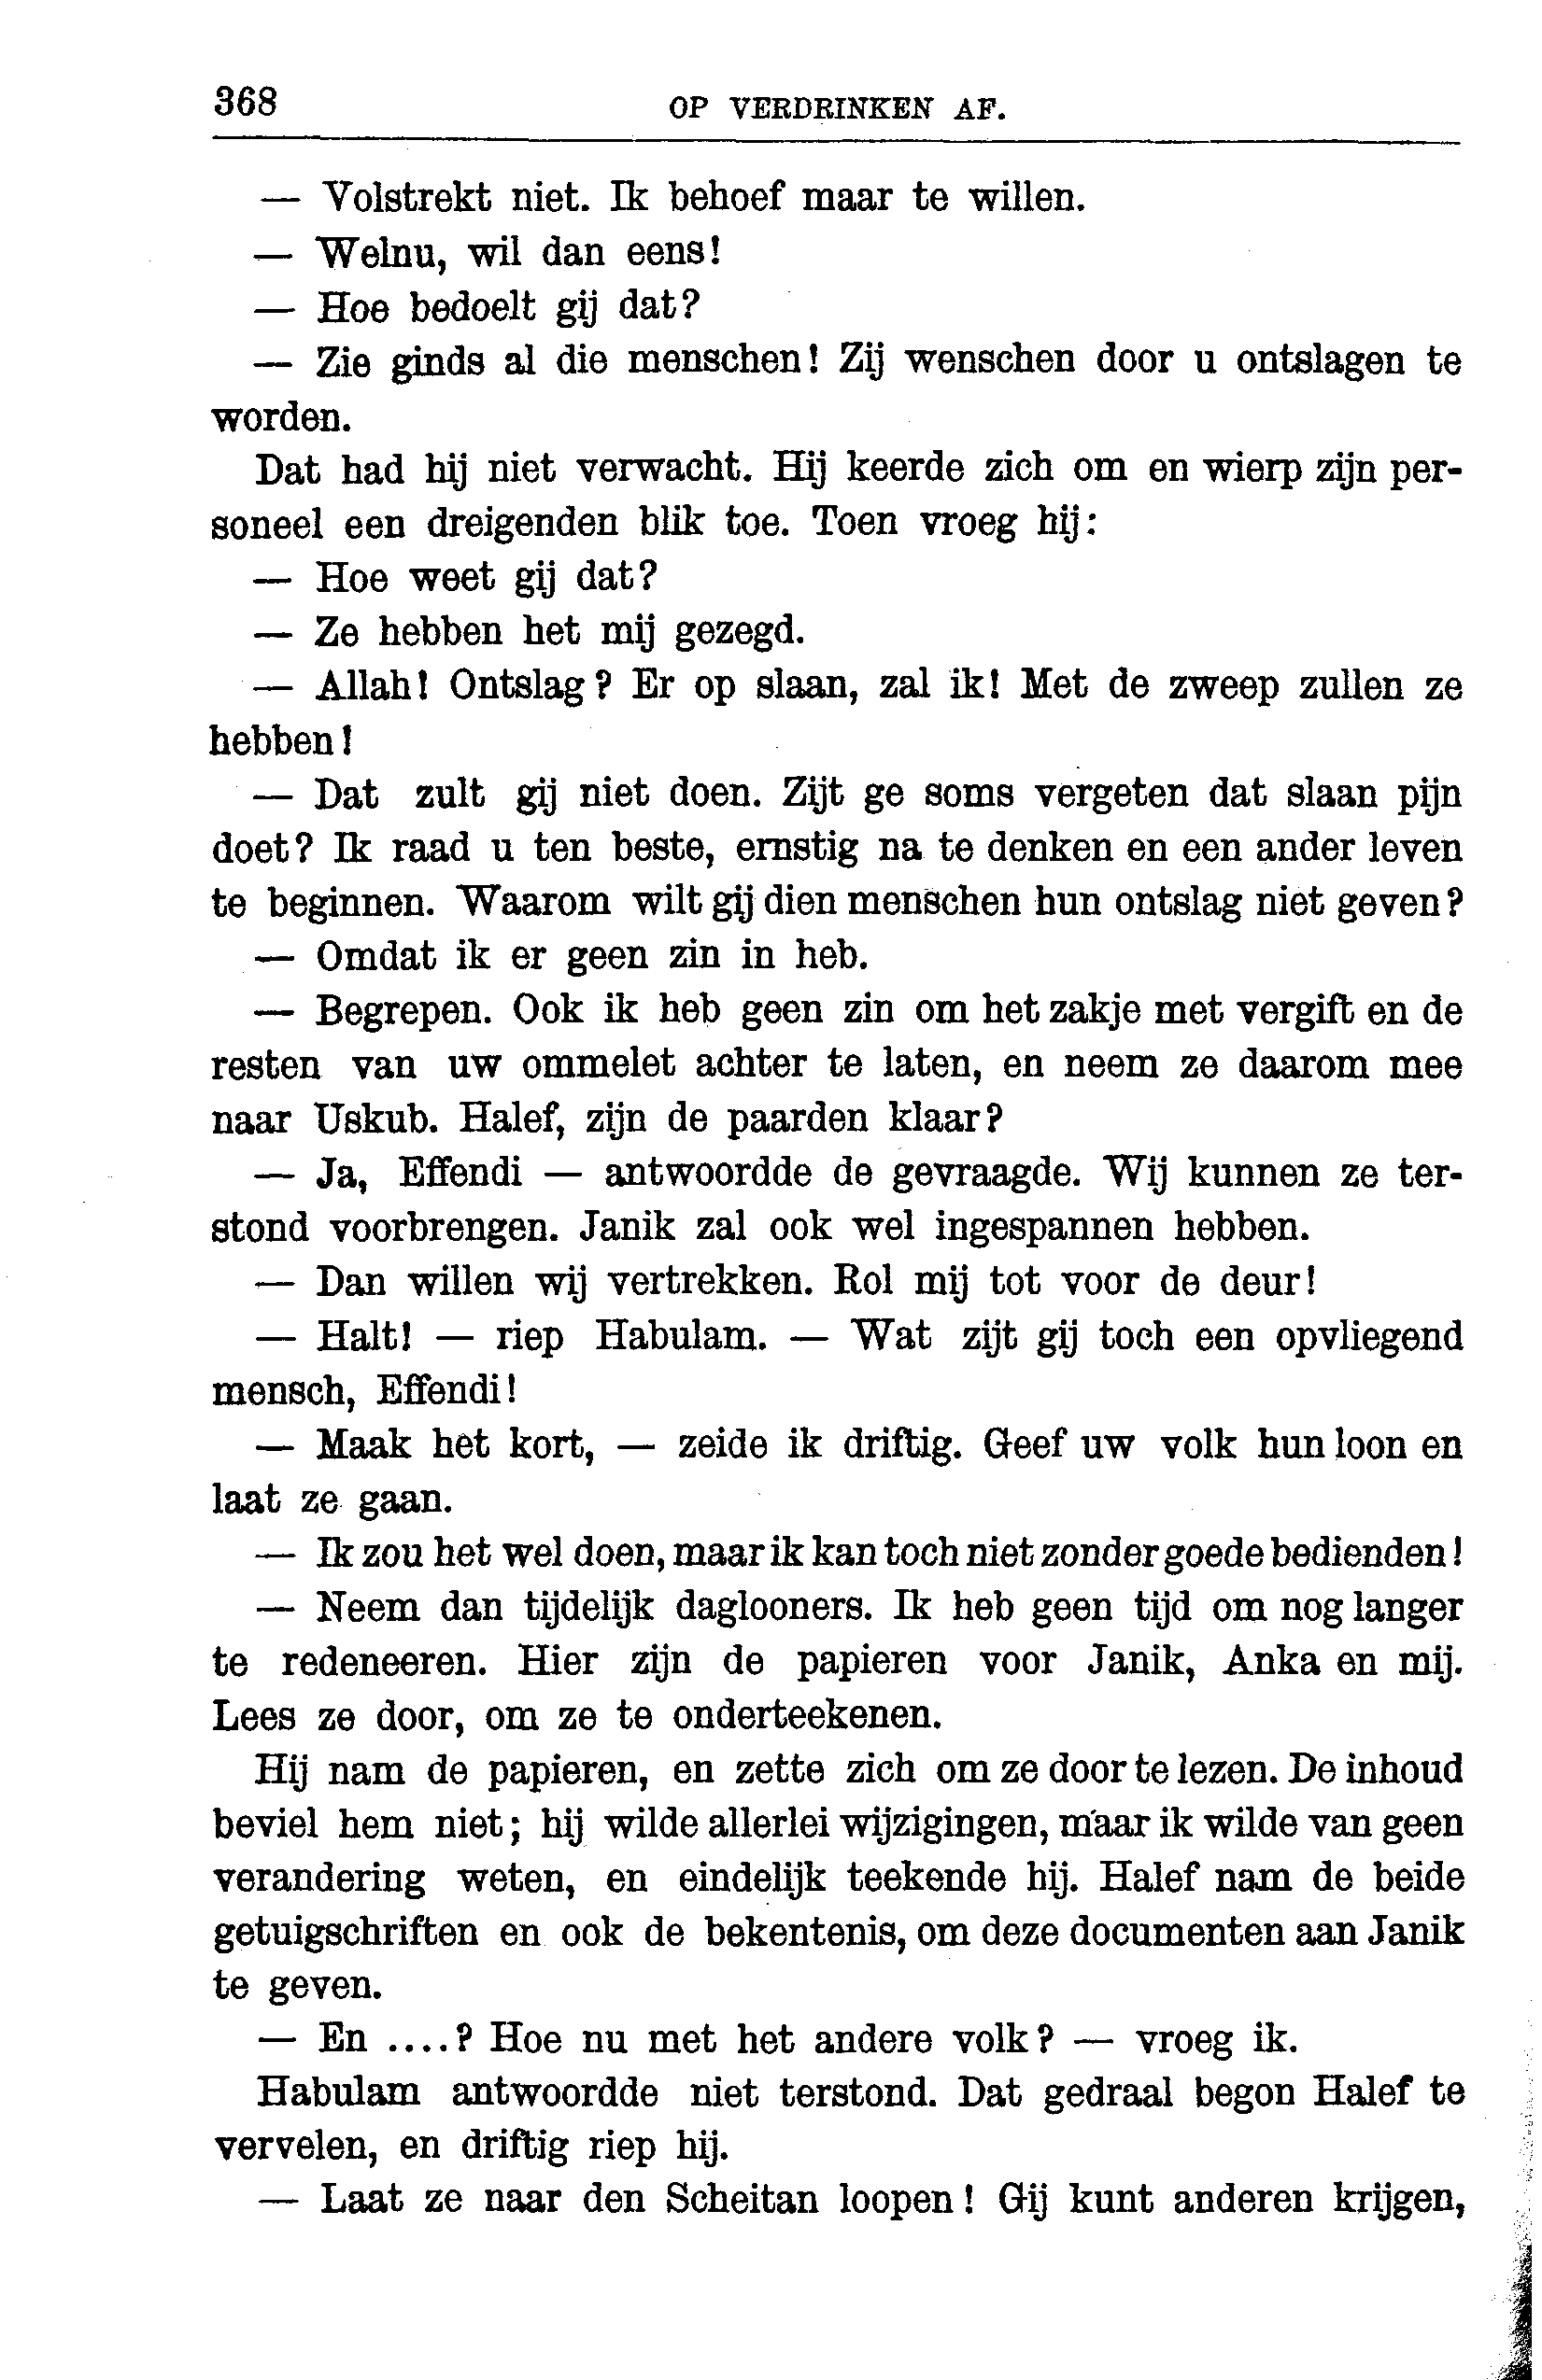 368 OP VERDRINKEN AF.
— Volstrekt niet. Ik behoef maar te willen.
— Welnu, wil dan eens!
— Hoe bedoelt gij dat?
— Zie ginds al die menschen! Zij wenschen door u ontslagen te
worden.
Dat had hij niet verwacht. Hij keerde zich om en wierp zijn per-
soneel een dreigenden blik toe. Toen vroeg hij:
— Hoe weet gij dat?
— Ze hebben het mij gezegd.
— Allah! Ontslag? Er op slaan, zal ik! Met de zweep zullen ze
hebben!
— Dat zult gij niet doen. Zijt ge soms vergeten dat slaan pijn
doet? Ik raad u ten beste, ernstig na te denken en een ander leven
te beginnen. Waarom wilt gij dien menschen hun ontslag niet geven?
— Omdat ik er geen zin in heb.
— Begrepen. Ook ik heb geen zin om het zakje met vergift en de
resten van uw ommelet achter te laten, en neem ze daarom mee
naar Uskub. Halef, zijn de paarden klaar?
— Ja, Effendi — antwoordde de gevraagde. Wij kunnen ze ter-
stond voorbrengen. Janik zal ook wel ingespannen hebben.
— Dan willen wij vertrekken. Rol mij tot voor de deur!
— Halt! — riep Habulam. — Wat zijt gij toch een opvliegend
mensch, Effendi!
— Maak het kort, — zeide ik driftig. Geef uw volk hun loon en
laat ze gaan.
— Ik zou het wel doen, maar ik kan toch niet zonder goede bedienden!
— Neem dan tijdelijk daglooners. Ik heb geen tijd om nog langer
te redeneeren. Hier zijn de papieren voor Janik, Anka en mij.
Lees ze door, om ze te onderteekenen.
Hij nam de papieren, en zette zich om ze door te lezen. De inhoud
beviel hem niet; hij wilde allerlei wijzigingen, maar ik wilde van geen
verandering weten, en eindelijk teekende hij. Halef nam de beide
getuigschriften en ook de bekentenis, om deze documenten aan Janik
te geven.
— En ....? Hoe nu met het andere volk? — vroeg ik.
Habulam antwoordde niet terstond. Dat gedraal begon Halef te
vervelen, en driftig riep hij.
— Laat ze naar den Scheitan loopen! Gij kunt anderen krijgen,